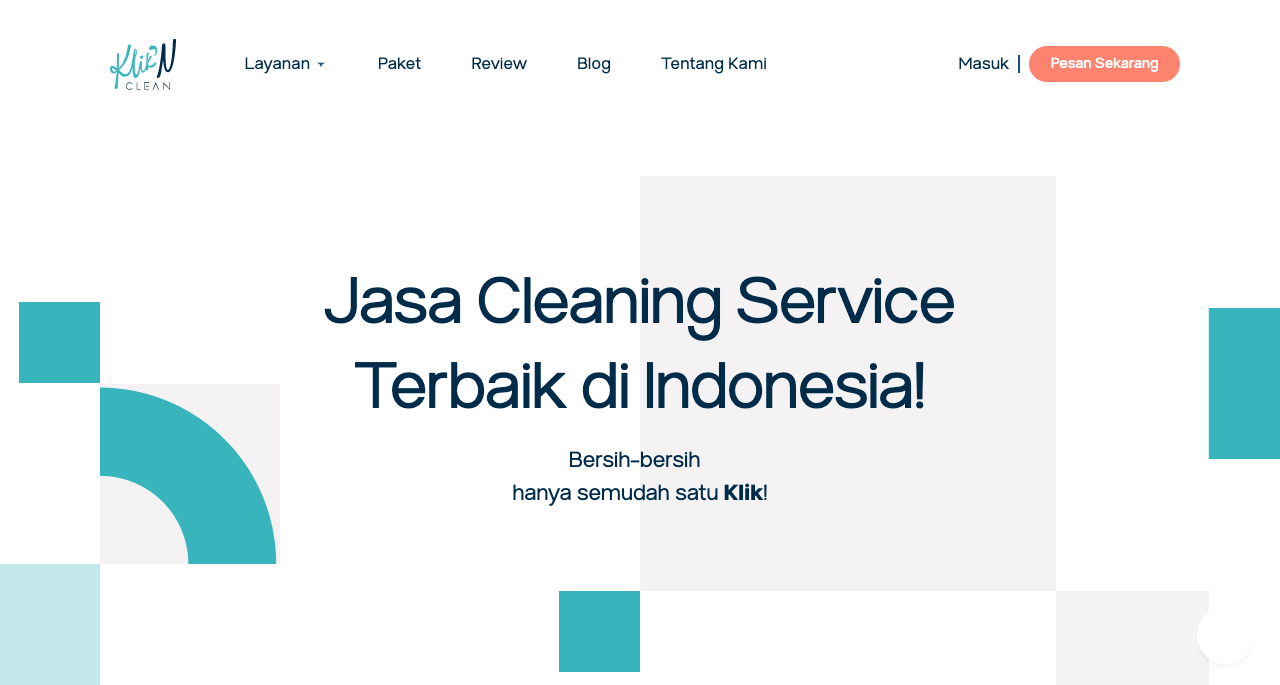 Klik'N
CLEAN
Layanan
Paket
Review
Blog
Tentang Kami
Masuk
Pesan Sekarang
Jasa Cleaning Service
Terbaik di Indonesia!
Bersih-bersih
hanya semudah satu Klik!